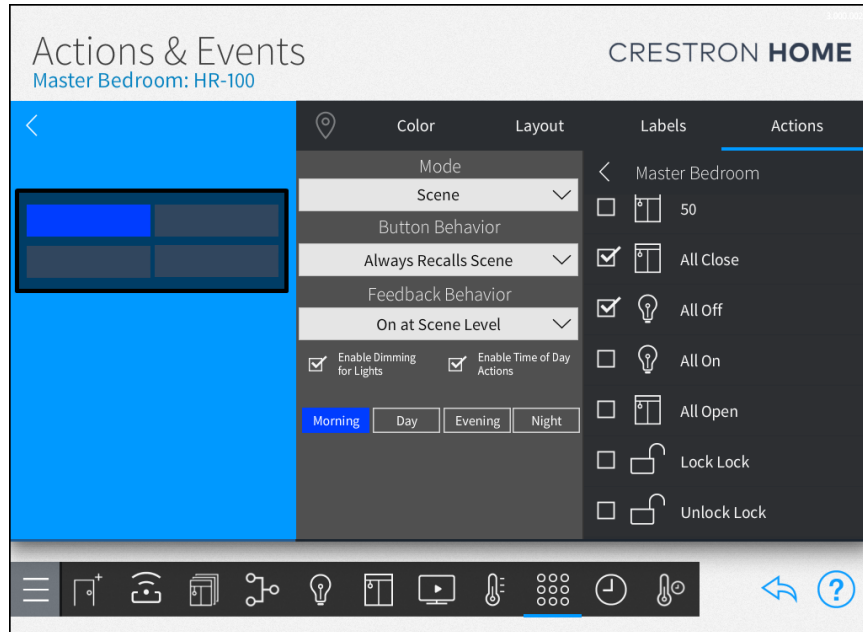 Actions & Events
Master Bedroom: HR-100
CRESTRON HOME
Color
Layout
Labels
Actions
Mode
Scene
Button Behavior
Always Recalls Scene
Feedback Behavior
On at Scene Level
Enable Dimming
for Lights
Enable Time of Day
Actions
Morning
Day
Evening
Night
Master Bedroom
50
All Close
All Off
All On
All Open
Lock Lock
Unlock Lock
?